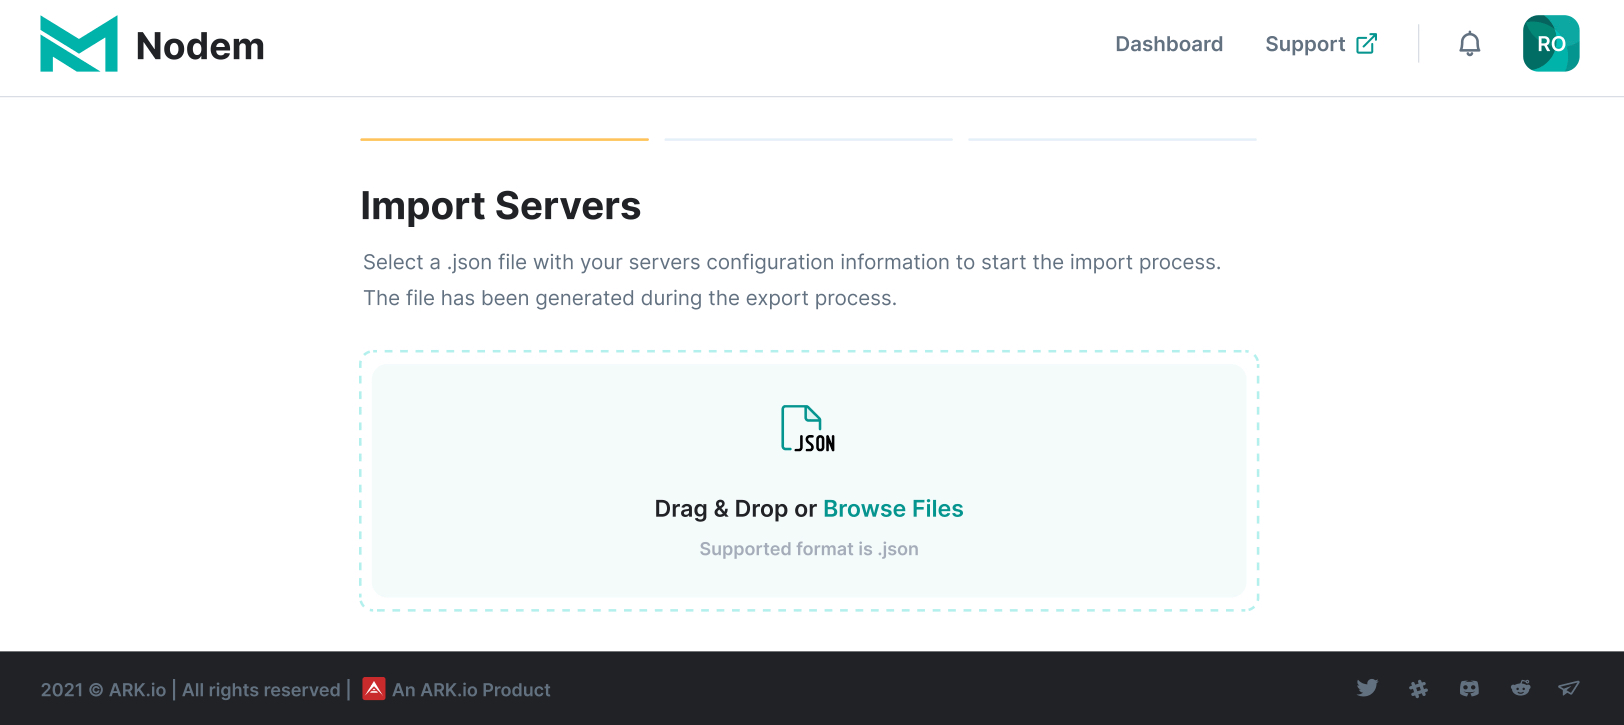 Nodem
Dashboard
Support
RO
Import Servers
Select a .json file with your servers configuration information to start the import process.
The file has been generated during the export process.
JSON
Drag & Drop or Browse Files
Supported format is .json
2021 © ARK.io | All rights reserved | An ARK.io Product